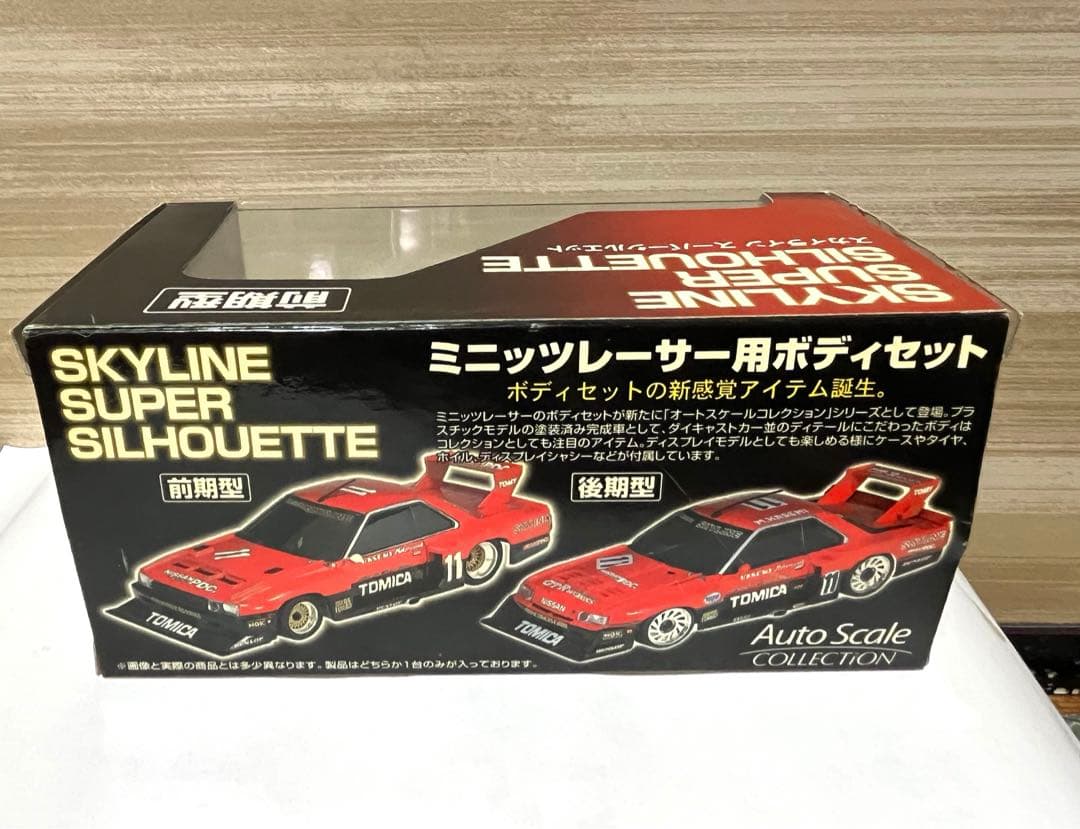 前期型
スカイライン スーパーシルエット
SKYLINE
SUPER
SILHOUETTE
SKYLINE
SUPER
SILHOUETTE
ミニッツレーサー用ボディセット
ボディセットの新感覚アイテム誕生。
ミニッツレーサーのボディセットが新たに「オートスケールコレクション」シリーズとして登場。プラ
スチックモデルの塗装済み完成車として、ダイキャストカー並のディテールにこだわったボディは
コレクションとしても注目のアイテム。ディスプレイモデルとしても楽しめる様にケースやタイヤ、
ホイル、ディスプレイシャシーなどが付属しています。
前期型
後期型
TOMY
SKYLINE
11
NISSAN PDC
TOMICA
11
TOMICA
NGK
DUNLOP
TOMY
SKYLINE
11
NISSAN
TOMICA
11
TOMICA
NGK
Auto Scale
COLLECTiON
※画像と実際の商品とは多少異なります。製品はどちらか1台のみが入っております。